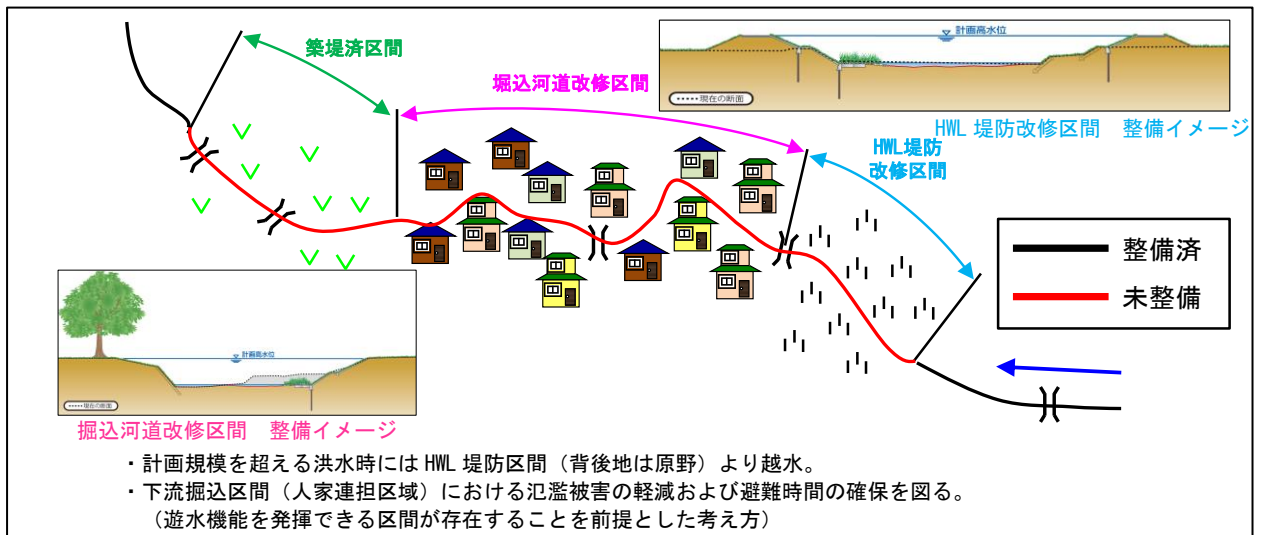 築堤済区間
堀込河道改修区間
計画高水位
現在の断面
HWL 堤防改修区間　整備イメージ
HWL堤防
改修区間
整備済
未整備
計画高水位
現在の断面
掘込河道改修区間　整備イメージ
・計画規模を超える洪水時には HWL 堤防区間（背後地は原野）より越水。
・下流掘込区間（人家連担区域）における氾濫被害の軽減および避難時間の確保を図る。
（遊水機能を発揮できる区間が存在することを前提とした考え方）